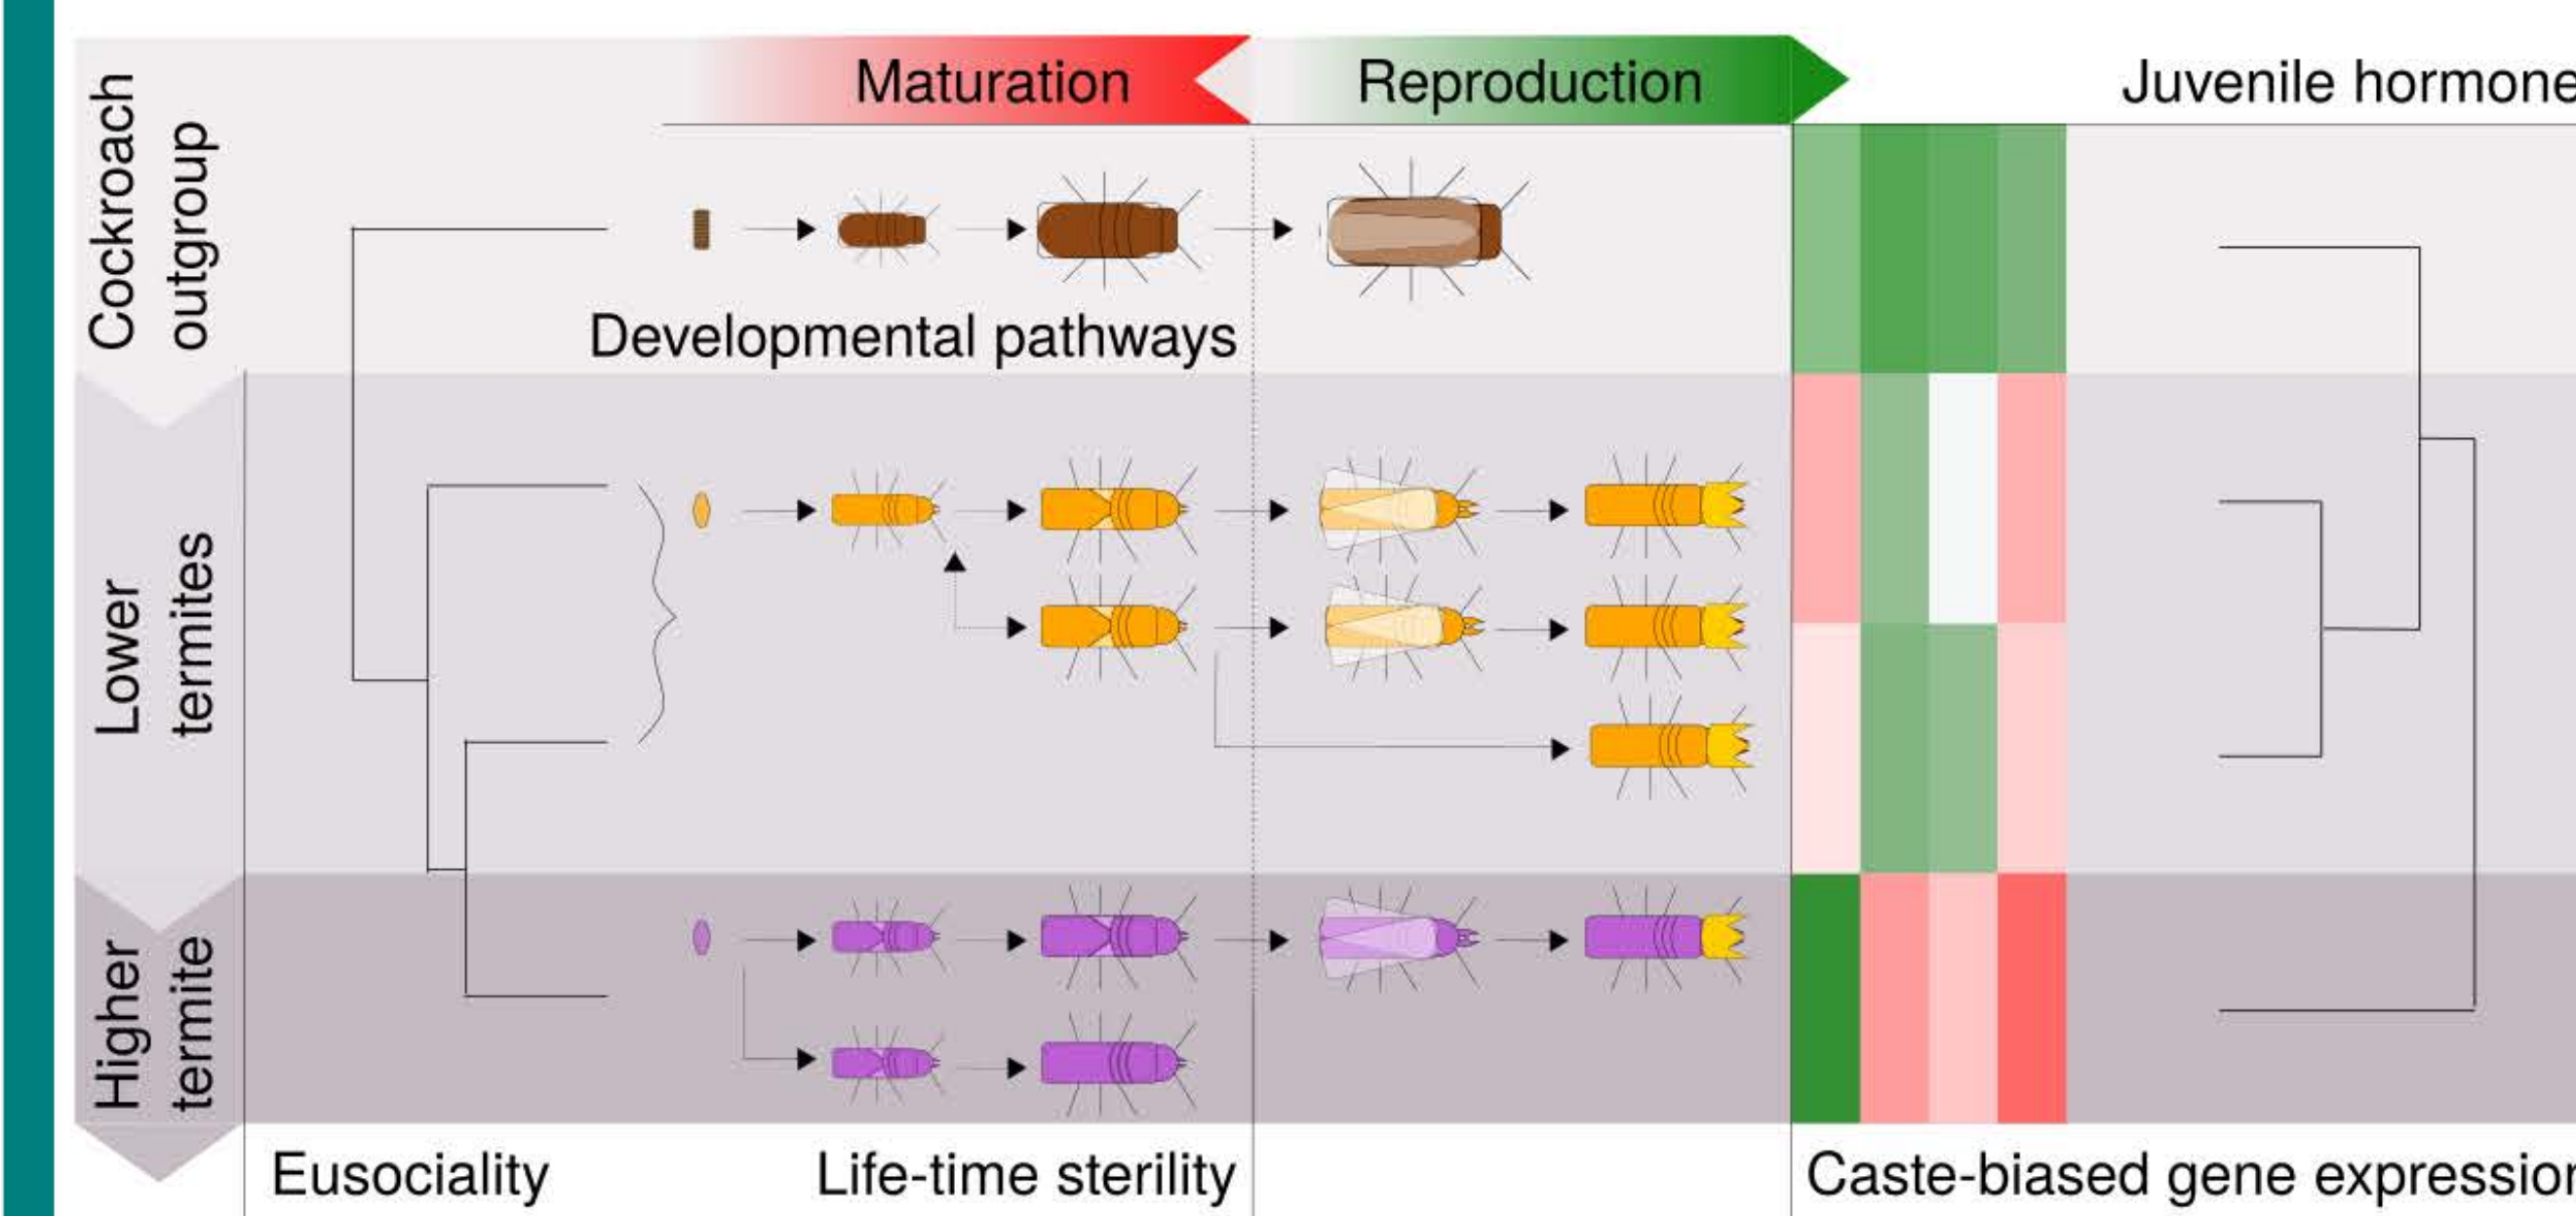 Maturation
Reproduction
Juvenile hormone
Cockroach
outgroup
Developmental pathways
Lower
termites
Higher
termite
Eusociality
Life-time sterility
Caste-biased gene expression